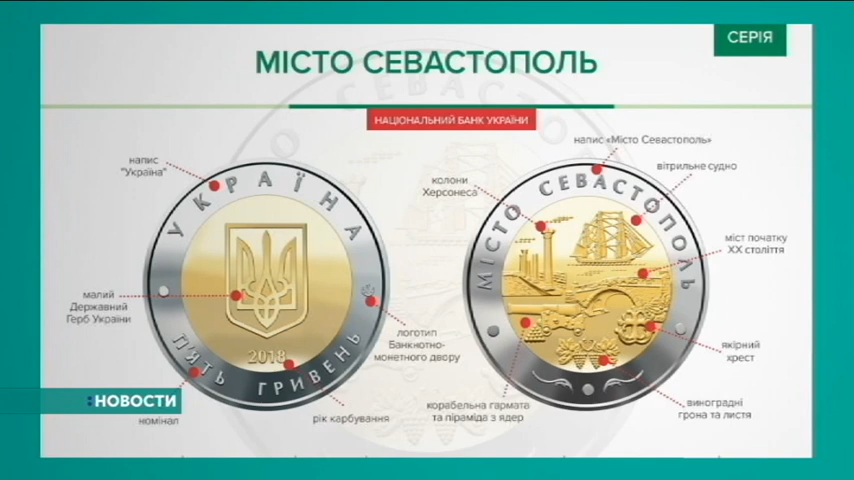 СЕРІЯ
МІСТО СЕВАСТОПОЛЬ
НАЦІОНАЛЬНИЙ БАНК УКРАЇНИ
напис
"Україна"
колони
Херсонеса
напис «Місто Севастополь»
вітрильне судно
УКРАЇНА
МІСТО СЕВАСТОПОЛЬ
міст початку
ХХ століття
малий
Державний
Герб України
логотип
Банкнотно-
монетного двору
якірний
хрест
2018
П'ЯТЬ ГРИВЕНЬ
:НОВОСТИ
номінал
рік карбування
корабельна гармата
та піраміда з ядер
виноградні
грона та листя